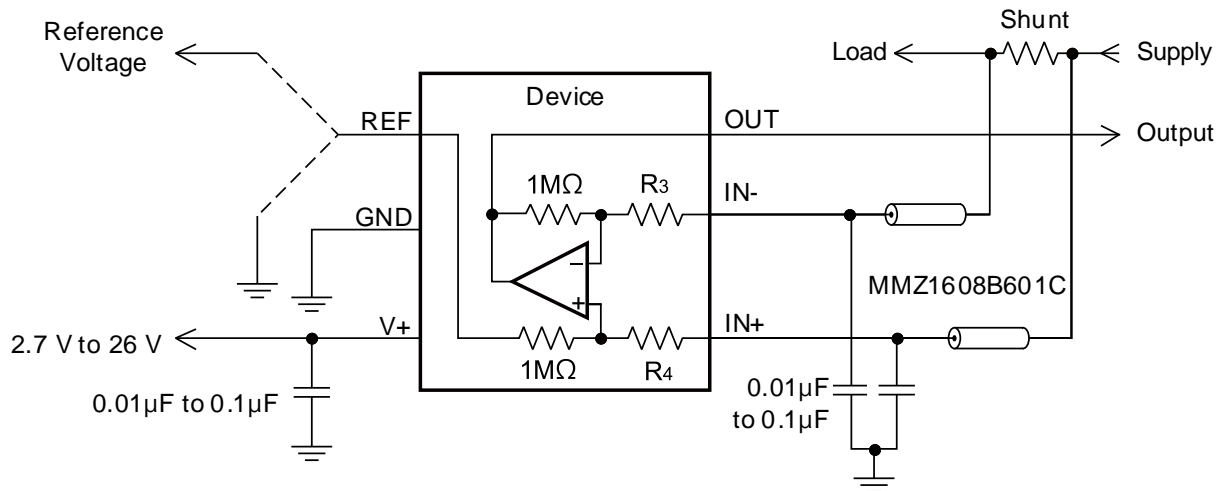 Reference
Voltage
Shunt
Load
Supply
Device
REF
OUT
Output
1MΩ
R3
IN-
GND
−
+
MMZ1608B601C
2.7 V to 26 V
V+
1MΩ
R4
IN+
0.01µF to 0.1µF
0.01µF
to 0.1µF